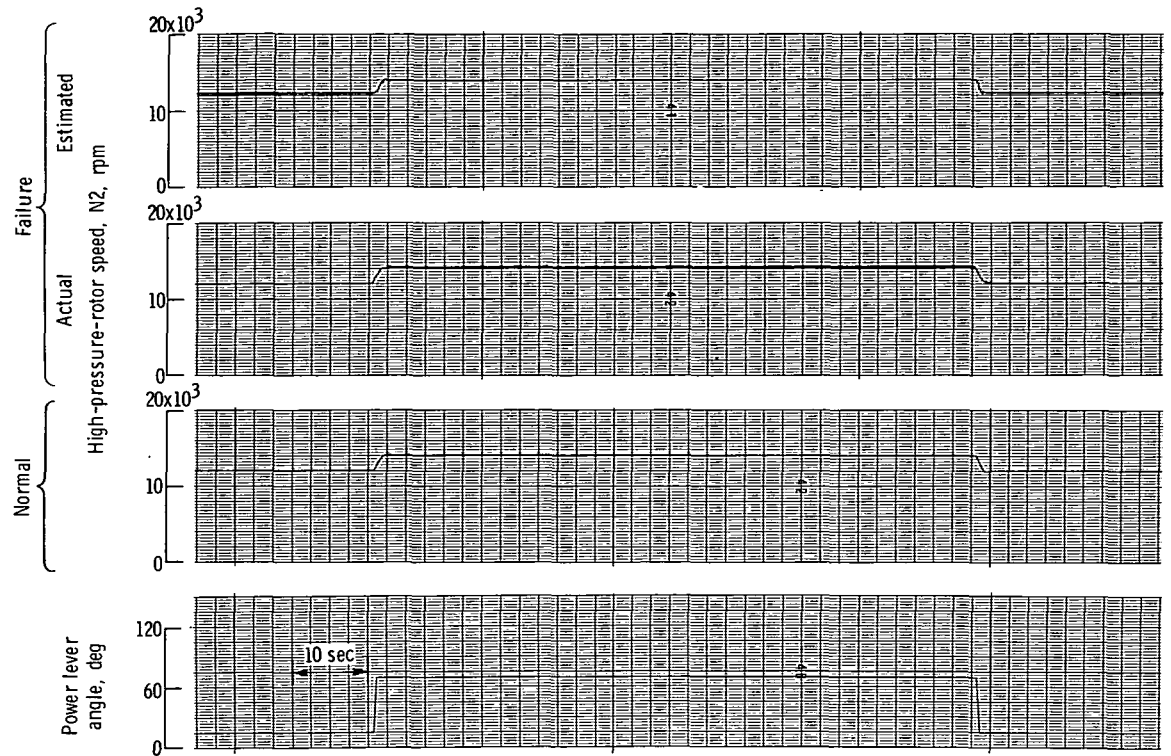 Failure
Estimated
Actual
Normal
High-pressure-rotor speed, N2, rpm
20x10³
10
0
20x10³
10
0
20x10³
10
0
Power lever
angle, deg
120
60
0
10 sec